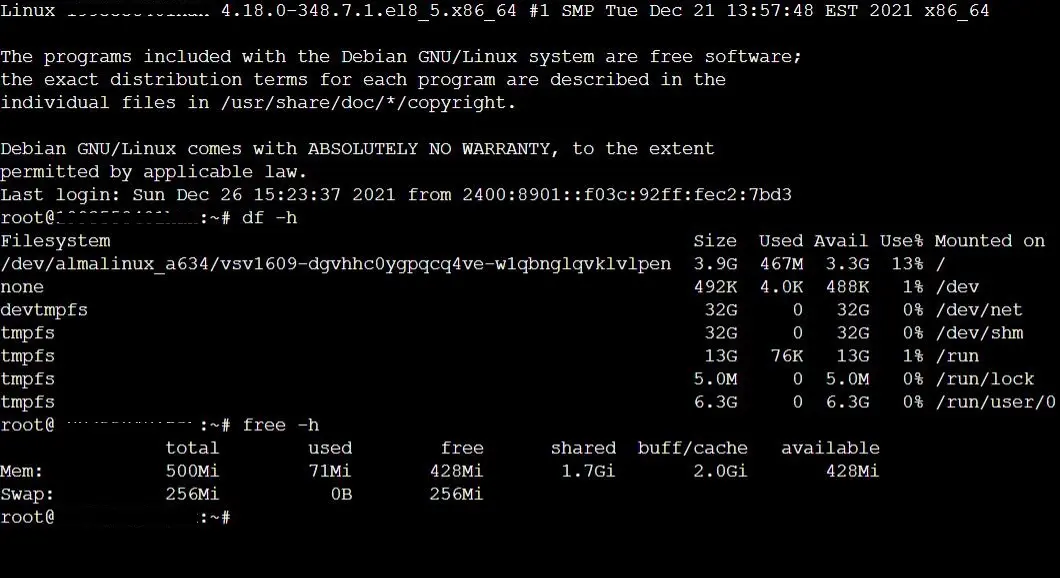 Linux 4.18.0-348.7.1.el8_5.x86_64 #1 SMP Tue Dec 21 13:57:48 EST 2021 x86_64
The programs included with the Debian GNU/Linux system are free software;
the exact distribution terms for each program are described in the
individual files in /usr/share/doc/*/copyright.
Debian GNU/Linux comes with ABSOLUTELY NO WARRANTY, to the extent
permitted by applicable law.
Last login: Sun Dec 26 15:23:37 2021 from 2400:8901::f03c:92ff:fec2:7bd3
root@ :~# df -h
Filesystem Size Used Avail Use% Mounted on
/dev/almalinux_a634/vsv1609-dgvhhc0ygpqcq4ve-w1qbnglqvklvlpen 3.9G 467M 3.3G 13% /
none 492K 4.0K 488K 1% /dev
devtmpfs 32G 0 32G 0% /dev/net
tmpfs 32G 0 32G 0% /dev/shm
tmpfs 13G 76K 13G 1% /run
tmpfs 5.0M 0 5.0M 0% /run/lock
tmpfs 6.3G 0 6.3G 0% /run/user/0
root@ :~# free -h
total used free shared buff/cache available
Mem: 500Mi 71Mi 428Mi 1.7Gi 2.0Gi 428Mi
Swap: 256Mi 0B 256Mi
root@ :~#